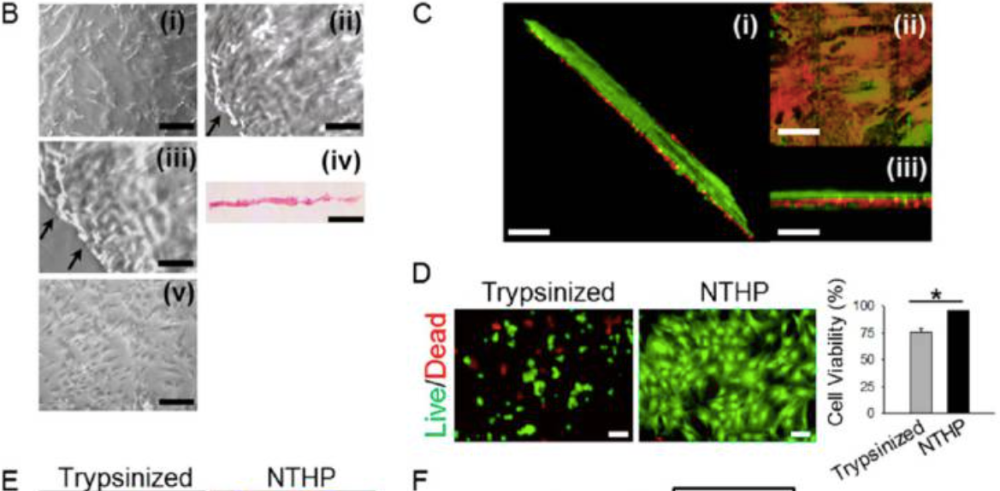 B
(i)
(ii)
(iii)
(iv)
(v)
C
(i)
(ii)
(iii)
D
Trypsinized
NTHP
Live/Dead
Cell Viability (%)
100
75
50
25
0
*
Trypsinized
NTHP
E
Trypsinized
NTHP
F